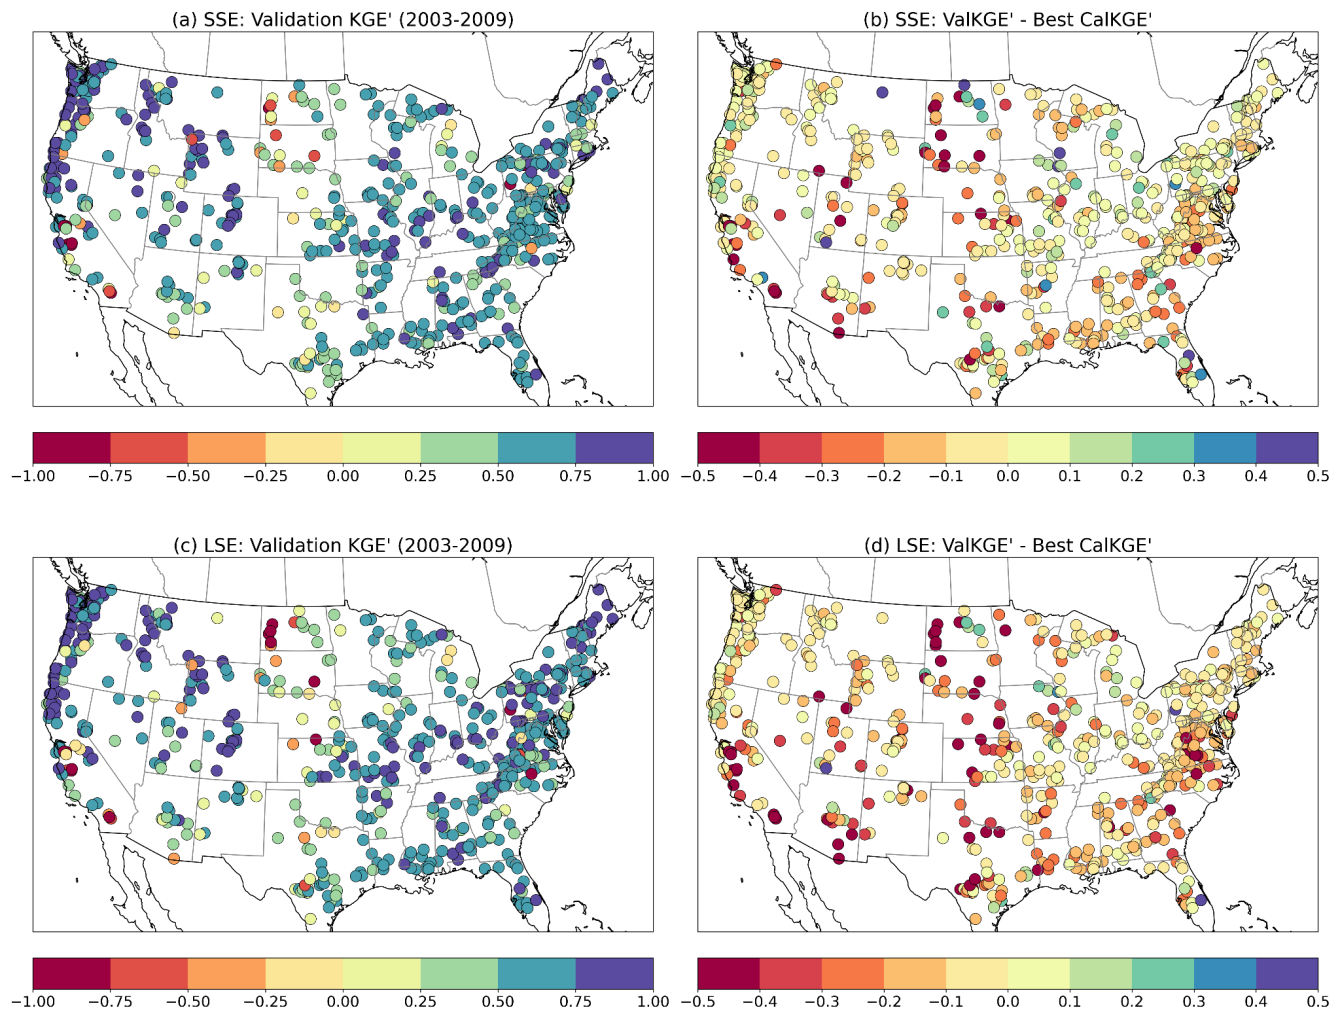 (a) SSE: Validation KGE' (2003-2009)
(b) SSE: ValKGE' - Best CalKGE'
−1.00 −0.75 −0.50 −0.25 0.00 0.25 0.50 0.75 1.00
−0.5 −0.4 −0.3 −0.2 −0.1 0.0 0.1 0.2 0.3 0.4 0.5
(c) LSE: Validation KGE' (2003-2009)
(d) LSE: ValKGE' - Best CalKGE'
−1.00 −0.75 −0.50 −0.25 0.00 0.25 0.50 0.75 1.00
−0.5 −0.4 −0.3 −0.2 −0.1 0.0 0.1 0.2 0.3 0.4 0.5